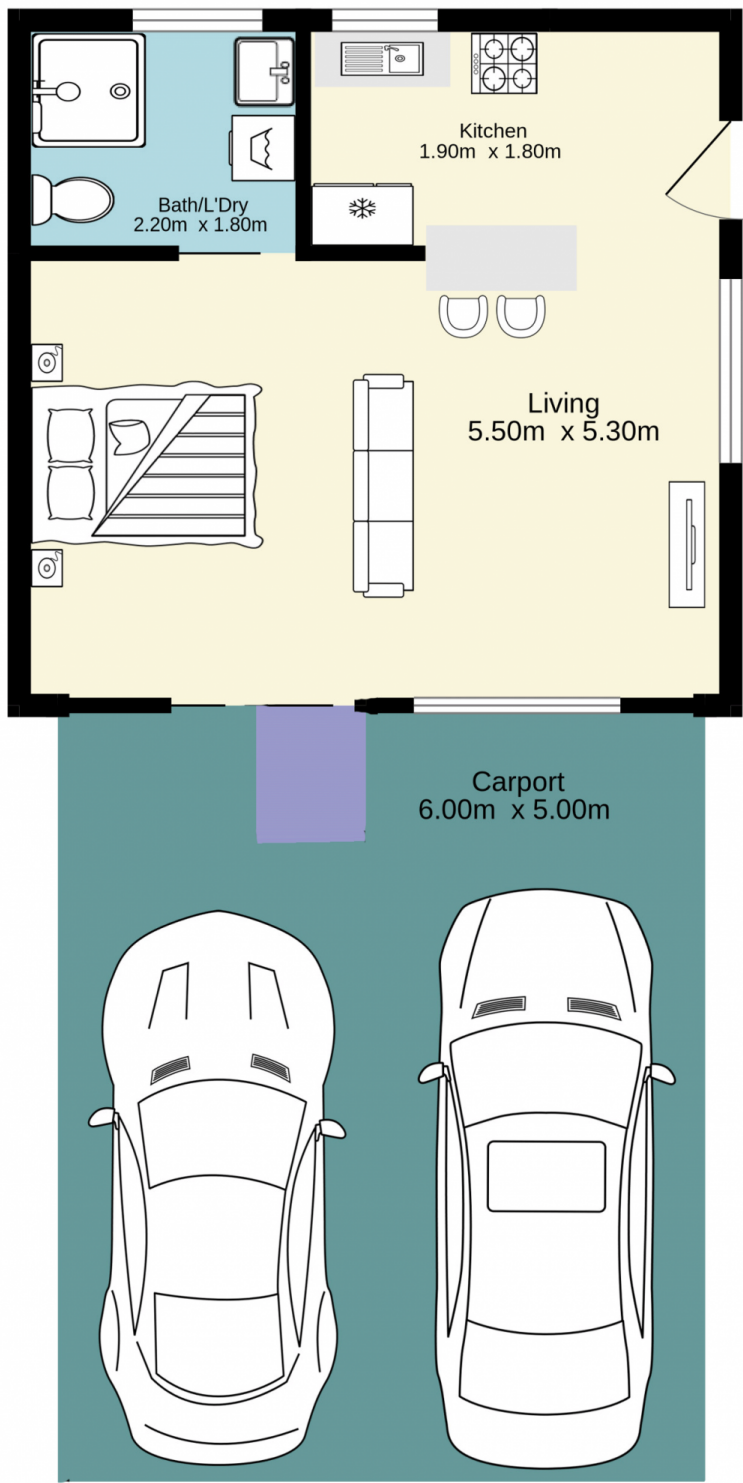 Kitchen
1.90m x 1.80m
Bath/L'Dry
2.20m x 1.80m
Living
5.50m x 5.30m
Carport
6.00m x 5.00m